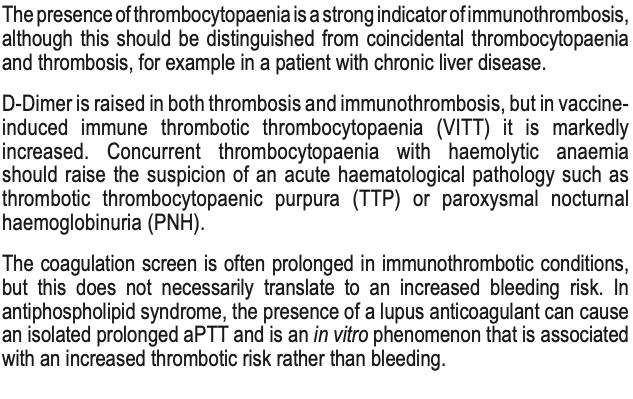 The presence of thrombocytopaenia is a strong indicator of immunothrombosis,
although this should be distinguished from coincidental thrombocytopaenia
and thrombosis, for example in a patient with chronic liver disease.
D-Dimer is raised in both thrombosis and immunothrombosis, but in vaccine-
induced immune thrombotic thrombocytopaenia (VITT) it is markedly
increased. Concurrent thrombocytopaenia with haemolytic anaemia
should raise the suspicion of an acute haematological pathology such as
thrombotic thrombocytopaenic purpura (TTP) or paroxysmal nocturnal
haemoglobinuria (PNH).
The coagulation screen is often prolonged in immunothrombotic conditions,
but this does not necessarily translate to an increased bleeding risk. In
antiphospholipid syndrome, the presence of a lupus anticoagulant can cause
an isolated prolonged aPTT and is an in vitro phenomenon that is associated
with an increased thrombotic risk rather than bleeding.